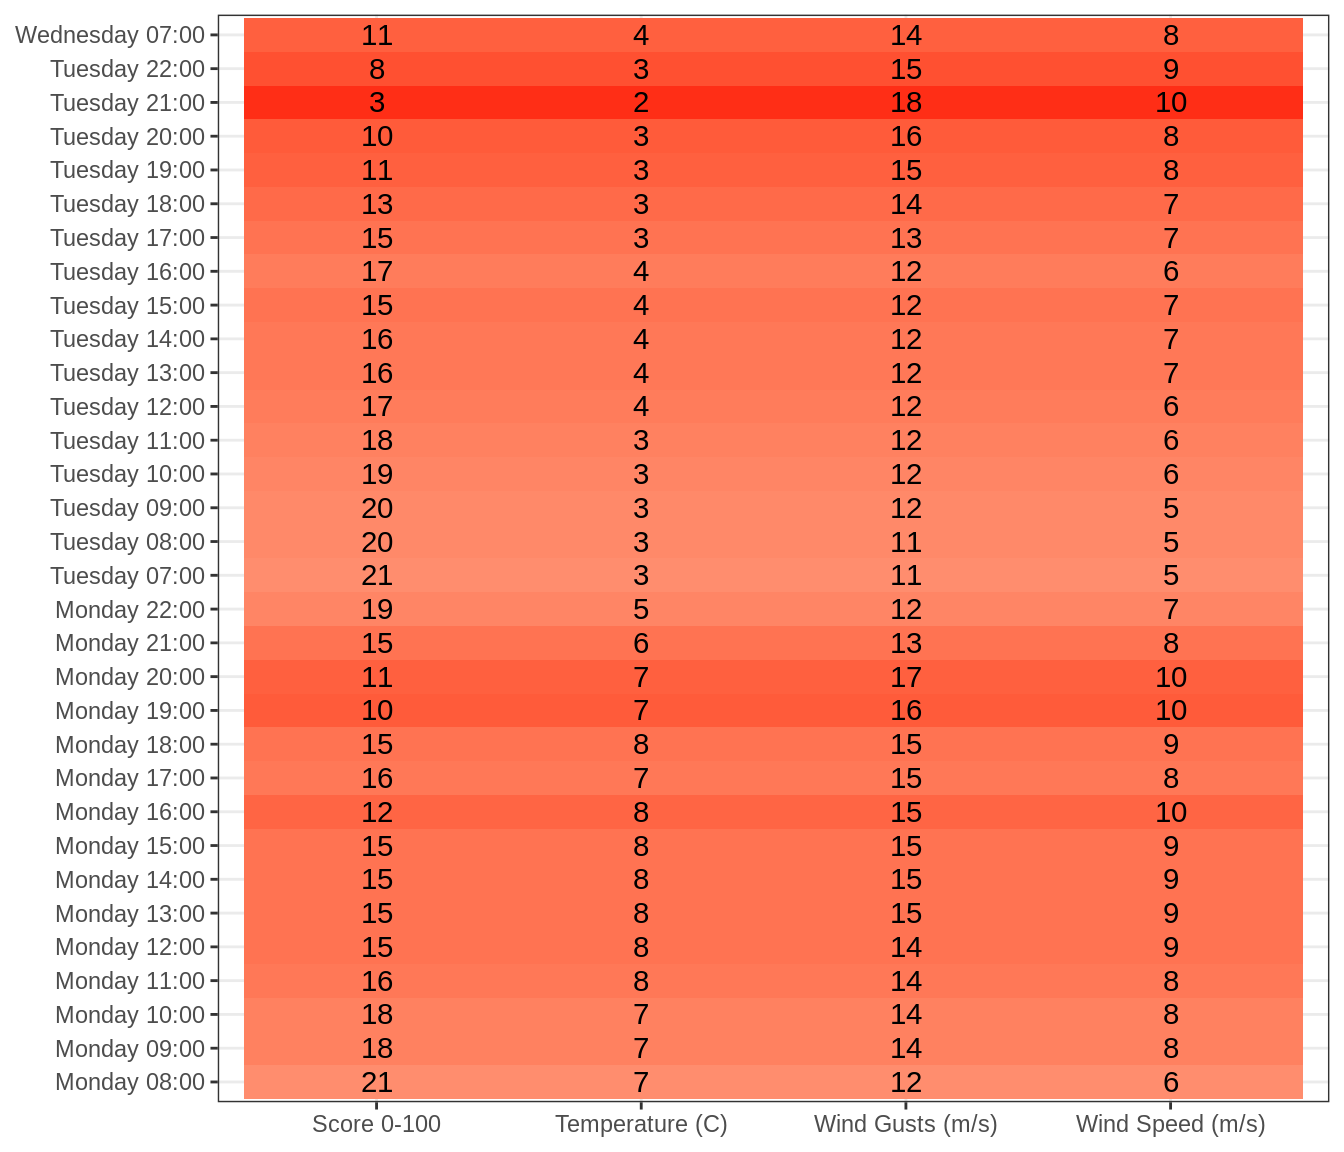 Wednesday 07:00 11 4 14 8
Tuesday 22:00 8 3 15 9
Tuesday 21:00 3 2 18 10
Tuesday 20:00 10 3 16 8
Tuesday 19:00 11 3 15 8
Tuesday 18:00 13 3 14 7
Tuesday 17:00 15 3 13 7
Tuesday 16:00 17 4 12 6
Tuesday 15:00 15 4 12 7
Tuesday 14:00 16 4 12 7
Tuesday 13:00 16 4 12 7
Tuesday 12:00 17 4 12 6
Tuesday 11:00 18 3 12 6
Tuesday 10:00 19 3 12 6
Tuesday 09:00 20 3 12 5
Tuesday 08:00 20 3 11 5
Tuesday 07:00 21 3 11 5
Monday 22:00 19 5 12 7
Monday 21:00 15 6 13 8
Monday 20:00 11 7 17 10
Monday 19:00 10 7 16 10
Monday 18:00 15 8 15 9
Monday 17:00 16 7 15 8
Monday 16:00 12 8 15 10
Monday 15:00 15 8 15 9
Monday 14:00 15 8 15 9
Monday 13:00 15 8 15 9
Monday 12:00 15 8 14 9
Monday 11:00 16 8 14 8
Monday 10:00 18 7 14 8
Monday 09:00 18 7 14 8
Monday 08:00 21 7 12 6
Score 0-100 Temperature (C) Wind Gusts (m/s) Wind Speed (m/s)